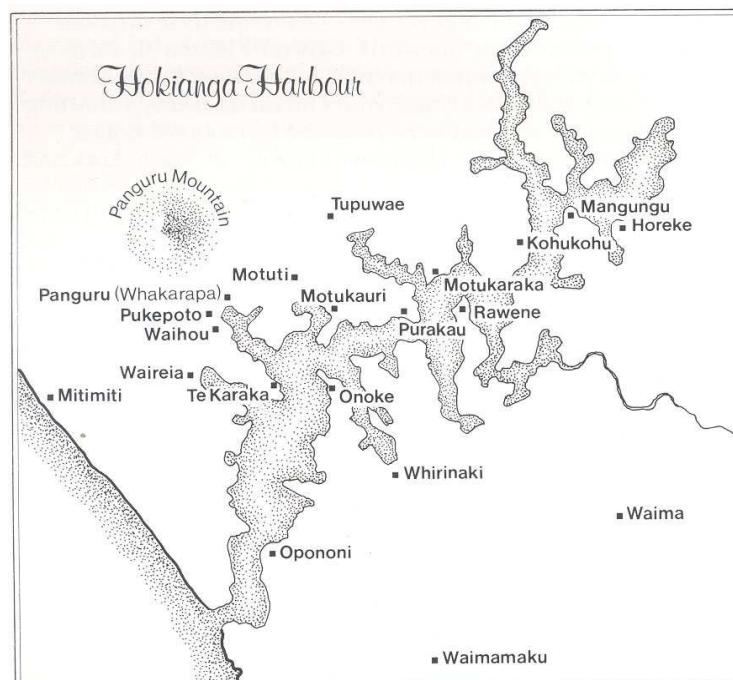 Hokianga Harbour
Panguru Mountain
Tupuwae
Mangungu
Horeke
Kohukohu
Motuti
Motukaraka
Panguru (Whakarapa)
Motukauri
Pukepoto
Purakau
Rawene
Waihou
Waireia
Mitimiti
Te Karaka
Onoke
Whirinaki
Waima
Opononi
Waimamaku